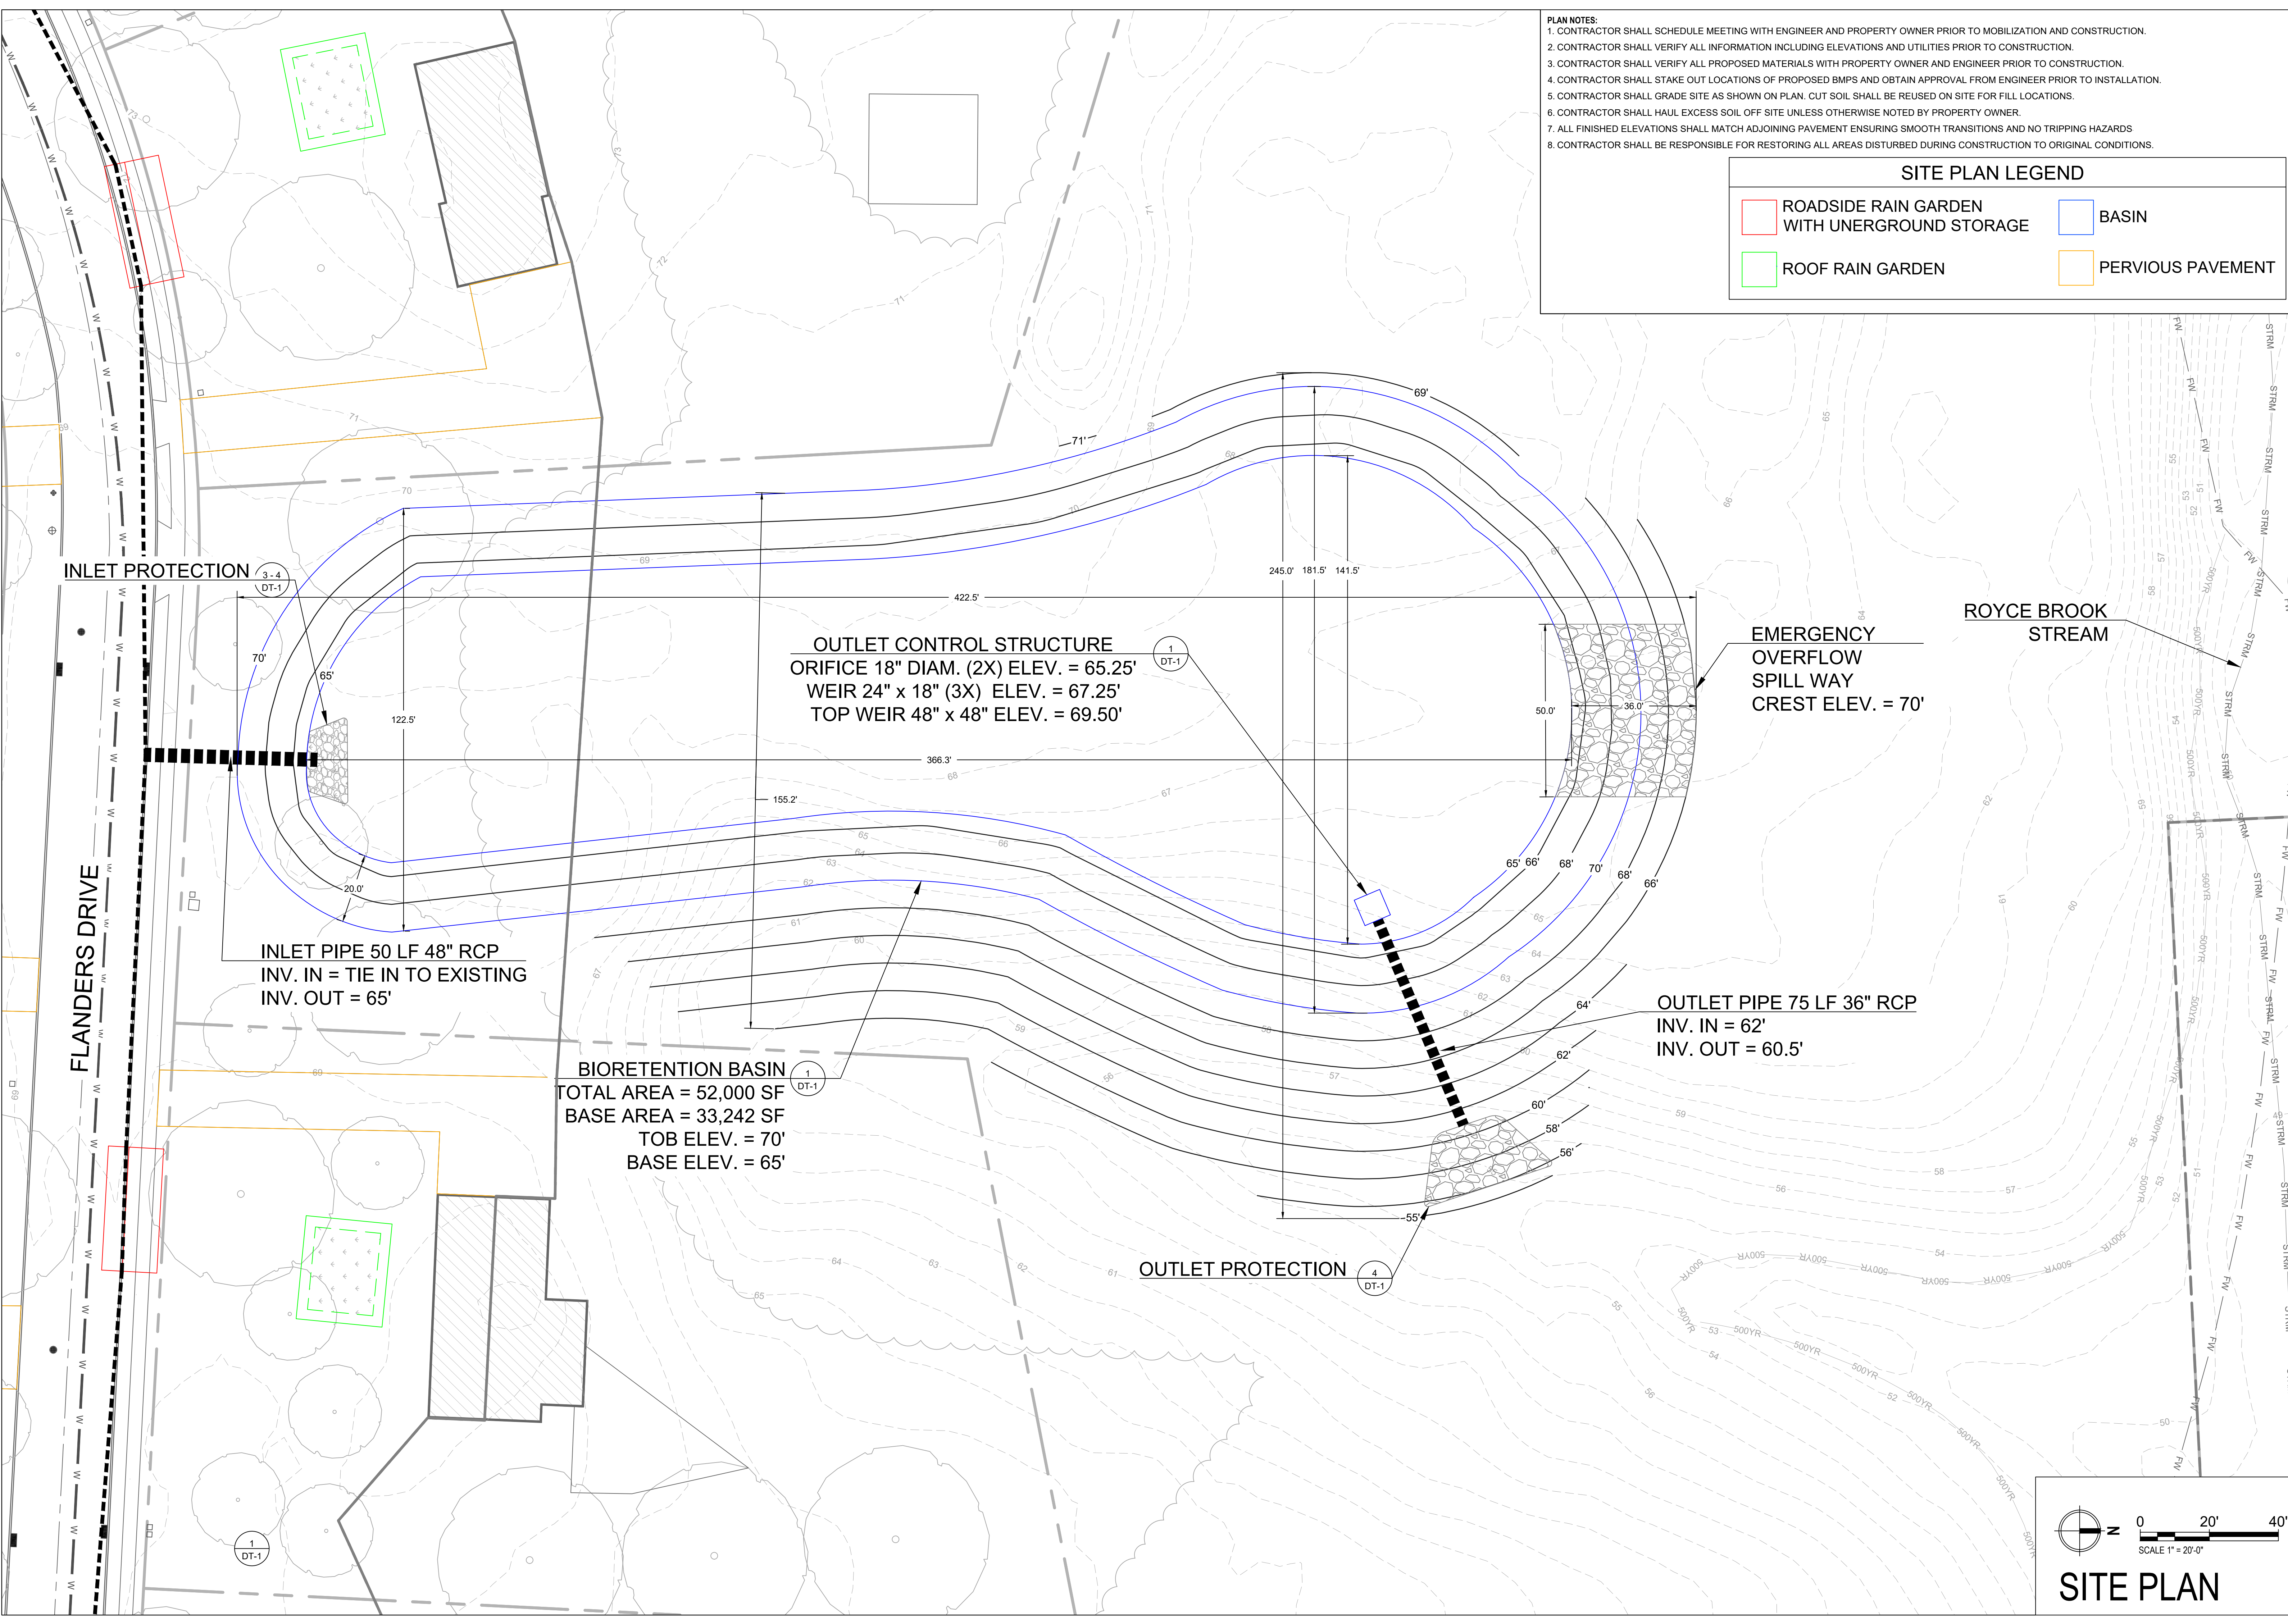 PLAN NOTES:
1. CONTRACTOR SHALL SCHEDULE MEETING WITH ENGINEER AND PROPERTY OWNER PRIOR TO MOBILIZATION AND CONSTRUCTION.
2. CONTRACTOR SHALL VERIFY ALL INFORMATION INCLUDING ELEVATIONS AND UTILITIES PRIOR TO CONSTRUCTION.
3. CONTRACTOR SHALL VERIFY ALL PROPOSED MATERIALS WITH PROPERTY OWNER AND ENGINEER PRIOR TO CONSTRUCTION.
4. CONTRACTOR SHALL STAKE OUT LOCATIONS OF PROPOSED BMPS AND OBTAIN APPROVAL FROM ENGINEER PRIOR TO INSTALLATION.
5. CONTRACTOR SHALL GRADE SITE AS SHOWN ON PLAN. CUT SOIL SHALL BE REUSED ON SITE FOR FILL LOCATIONS.
6. CONTRACTOR SHALL HAUL EXCESS SOIL OFF SITE UNLESS OTHERWISE NOTED BY PROPERTY OWNER.
7. ALL FINISHED ELEVATIONS SHALL MATCH ADJOINING PAVEMENT ENSURING SMOOTH TRANSITIONS AND NO TRIPPING HAZARDS
8. CONTRACTOR SHALL BE RESPONSIBLE FOR RESTORING ALL AREAS DISTURBED DURING CONSTRUCTION TO ORIGINAL CONDITIONS.
SITE PLAN LEGEND
ROADSIDE RAIN GARDEN
WITH UNERGROUND STORAGE
BASIN
ROOF RAIN GARDEN
PERVIOUS PAVEMENT
69'
71'
INLET PROTECTION
3 - 4
DT-1
245.0'
181.5'
141.5'
422.5'
70'
65'
122.5'
OUTLET CONTROL STRUCTURE
ORIFICE 18" DIAM. (2X) ELEV. = 65.25'
WEIR 24" x 18" (3X) ELEV. = 67.25'
TOP WEIR 48" x 48" ELEV. = 69.50'
1
DT-1
EMERGENCY
OVERFLOW
SPILL WAY
CREST ELEV. = 70'
ROYCE BROOK
STREAM
50.0'
36.0'
366.3'
155.2'
20.0'
65'
66'
68'
70'
68'
66'
FLANDERS DRIVE
INLET PIPE 50 LF 48" RCP
INV. IN = TIE IN TO EXISTING
INV. OUT = 65'
OUTLET PIPE 75 LF 36" RCP
INV. IN = 62'
INV. OUT = 60.5'
64'
62'
60'
58'
56'
55'
BIORETENTION BASIN
TOTAL AREA = 52,000 SF
BASE AREA = 33,242 SF
TOB ELEV. = 70'
BASE ELEV. = 65'
1
DT-1
OUTLET PROTECTION
4
DT-1
1
DT-1
N
0
20'
40'
SCALE 1" = 20'-0"
SITE PLAN